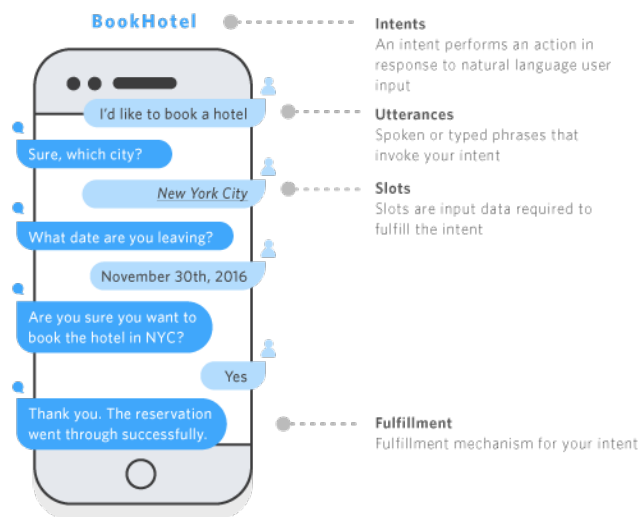 BookHotel
Intents
An intent performs an action in
response to natural language user
input
I'd like to book a hotel
Utterances
Spoken or typed phrases that
invoke your intent
Sure, which city?
New York City
Slots
Slots are input data required to
fulfill the intent
What date are you leaving?
November 30th, 2016
Are you sure you want to
book the hotel in NYC?
Yes
Thank you. The reservation
went through successfully.
Fulfillment
Fulfillment mechanism for your intent